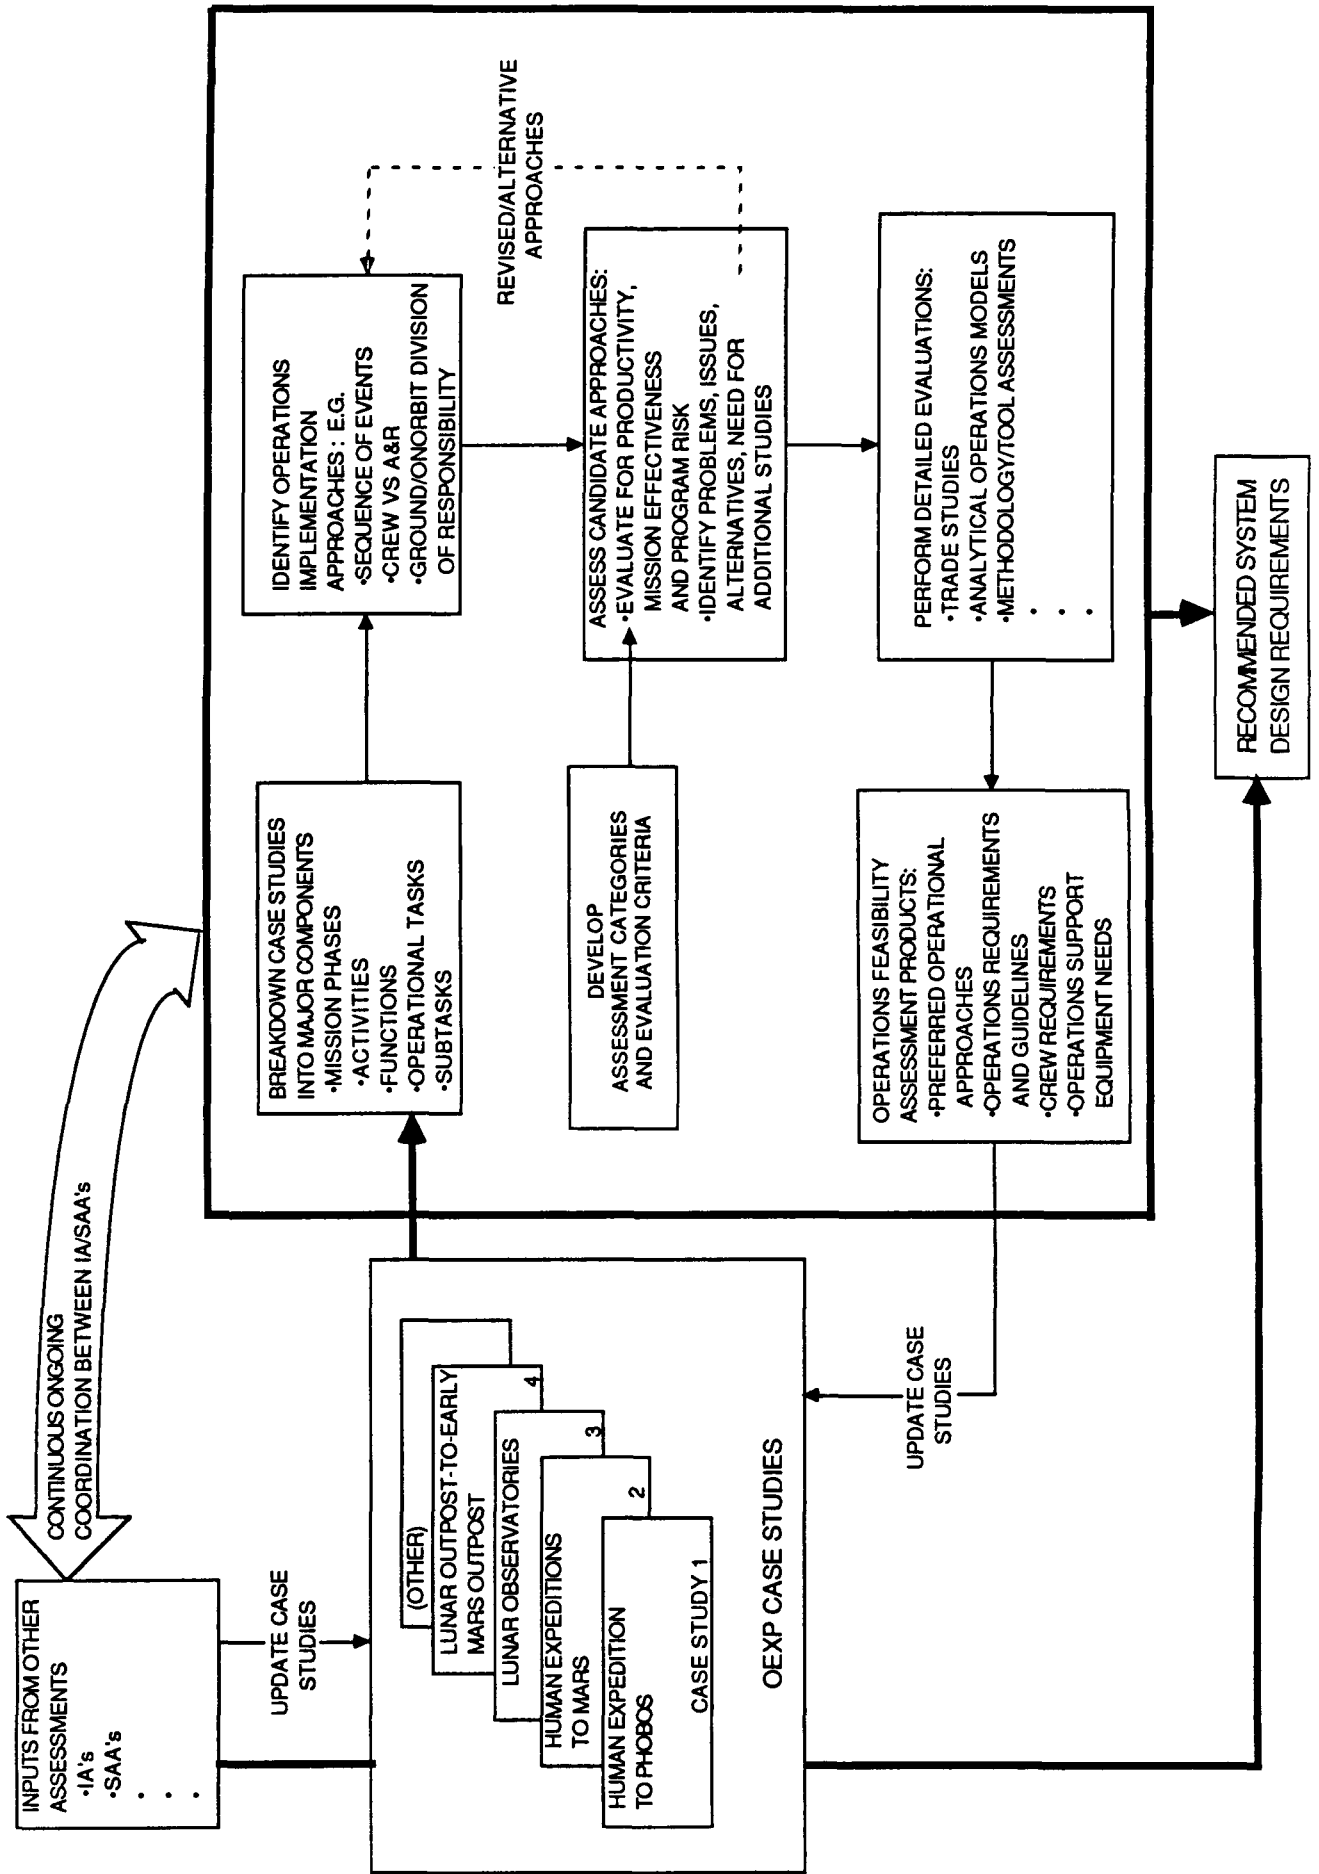 INPUTS FROM OTHER
ASSESSMENTS
•IA's
•SAA's
•
•
•
CONTINUOUS ONGOING
COORDINATION BETWEEN IA/SAA's
UPDATE CASE
STUDIES
(OTHER)
LUNAR OUTPOST-TO-EARLY
MARS OUTPOST
4
LUNAR OBSERVATORIES
3
HUMAN EXPEDITIONS
TO MARS
2
HUMAN EXPEDITION
TO PHOBOS
CASE STUDY 1
OEXP CASE STUDIES
UPDATE CASE
STUDIES
BREAKDOWN CASE STUDIES
INTO MAJOR COMPONENTS
•MISSION PHASES
•ACTIVITIES
•FUNCTIONS
•OPERATIONAL TASKS
•SUBTASKS
IDENTIFY OPERATIONS
IMPLEMENTATION
APPROACHES : E.G.
•SEQUENCE OF EVENTS
•CREW VS A&R
•GROUND/ONORBIT DIVISION
OF RESPONSIBILITY
REVISED/ALTERNATIVE
APPROACHES
DEVELOP
ASSESSMENT CATEGORIES
AND EVALUATION CRITERIA
ASSESS CANDIDATE APPROACHES:
•EVALUATE FOR PRODUCTIVITY,
MISSION EFFECTIVENESS
AND PROGRAM RISK
•IDENTIFY PROBLEMS, ISSUES,
ALTERNATIVES, NEED FOR
ADDITIONAL STUDIES
OPERATIONS FEASIBILITY
ASSESSMENT PRODUCTS:
•PREFERRED OPERATIONAL
APPROACHES
•OPERATIONS REQUIREMENTS
AND GUIDELINES
•CREW REQUIREMENTS
•OPERATIONS SUPPORT
EQUIPMENT NEEDS
PERFORM DETAILED EVALUATIONS:
•TRADE STUDIES
•ANALYTICAL OPERATIONS MODELS
•METHODOLOGY/TOOL ASSESSMENTS
•
•
•
RECOMMENDED SYSTEM
DESIGN REQUIREMENTS